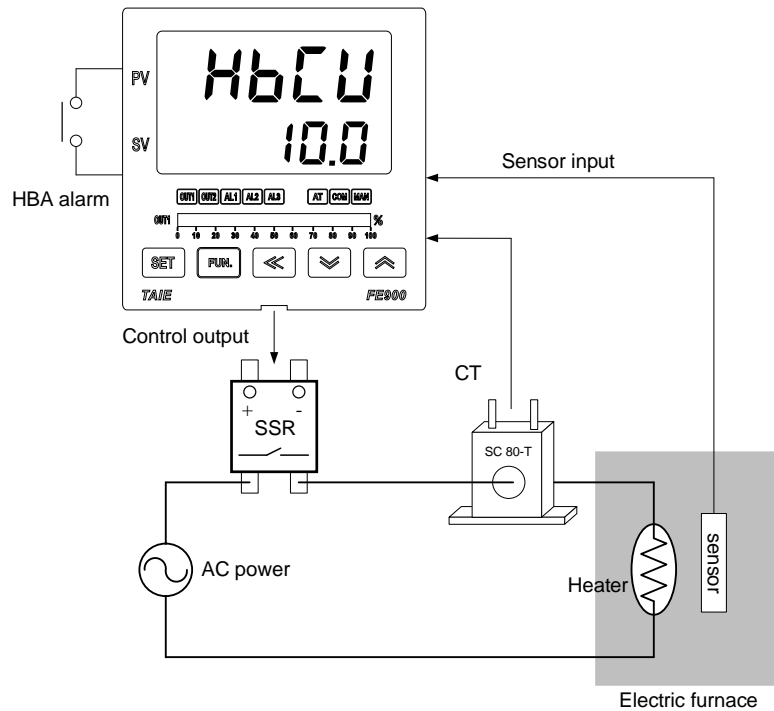 PV
HbCU
SV
10.0
HBA alarm
Sensor input
OUT1 OUT2 AL1 AL2 AL3 AT COM MAN
OUT1
%
0 10 20 30 40 50 60 70 80 90 100
SET FUN.
TAIE FE900
Control output
CT
+ -
SSR
SC 80-T
AC power
Heater
sensor
Electric furnace